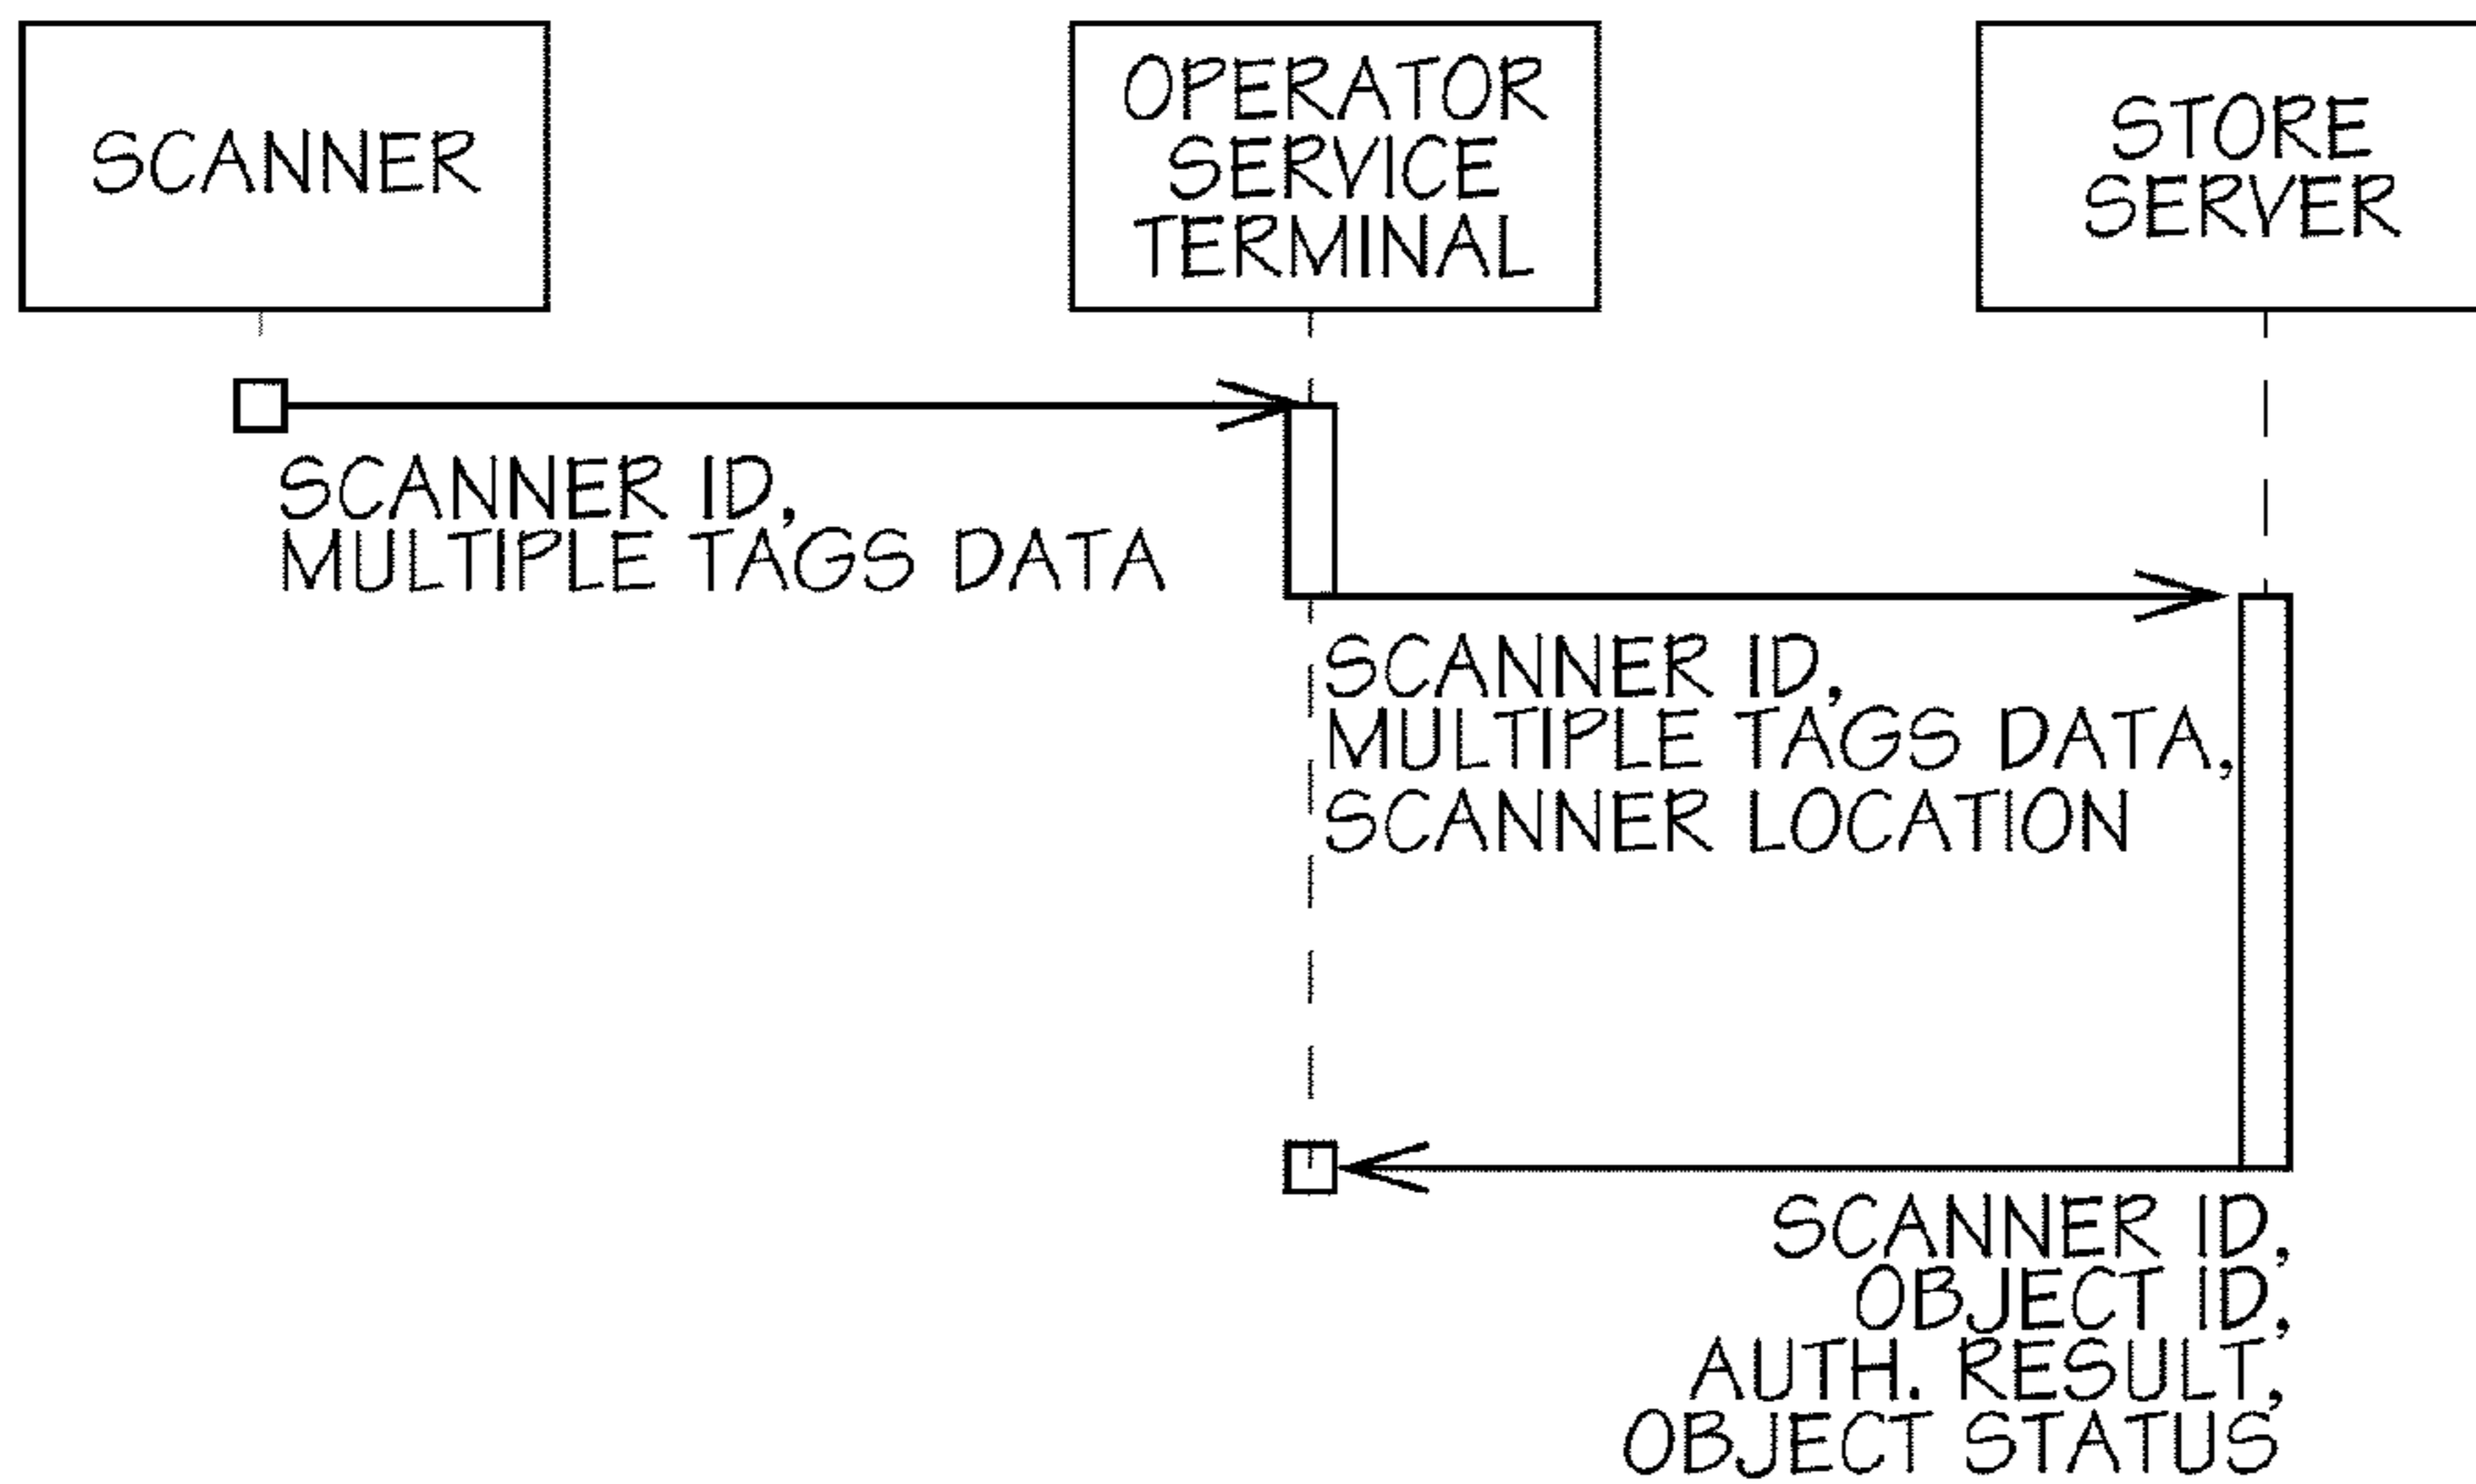 SCANNER
OPERATOR
SERVICE
TERMINAL
STORE
SERVER
SCANNER ID,
MULTIPLE TAGS DATA
SCANNER ID,
MULTIPLE TAGS DATA,
SCANNER LOCATION
SCANNER ID,
OBJECT ID,
AUTH. RESULT,
OBJECT STATUS